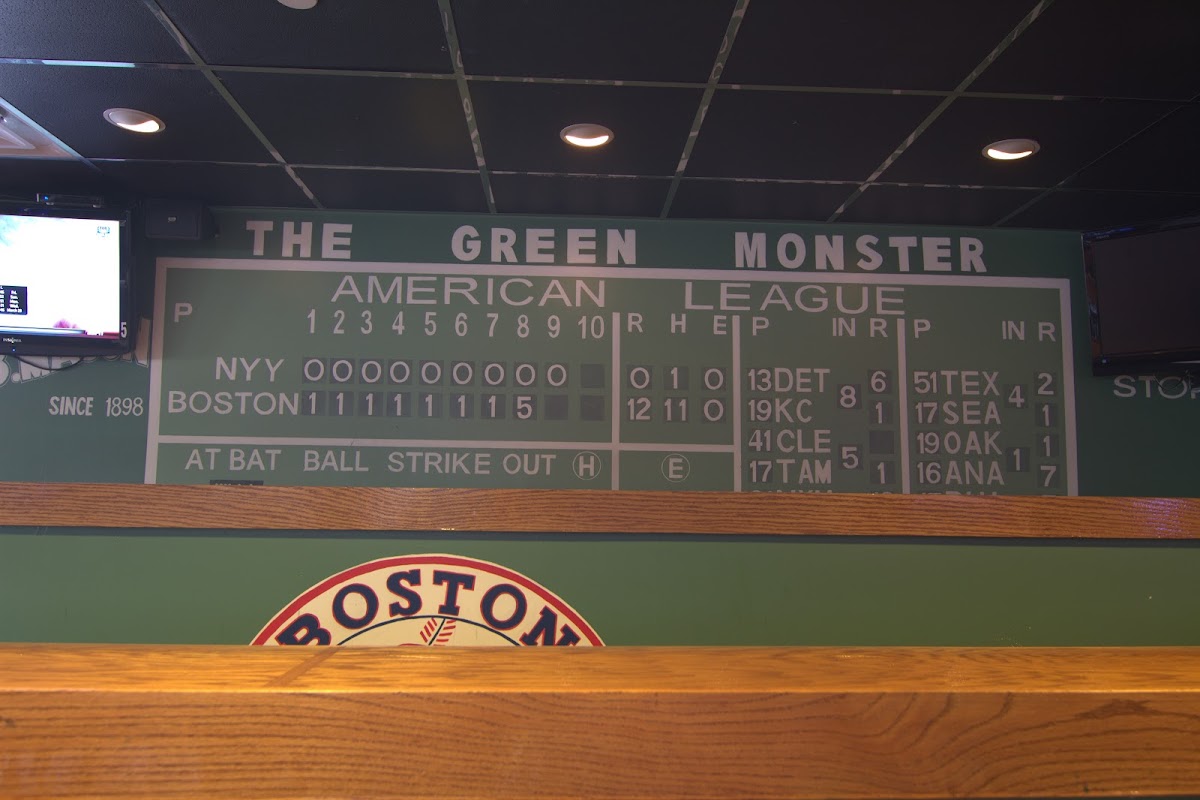 THE GREEN MONSTER
AMERICAN LEAGUE
P 1 2 3 4 5 6 7 8 9 10 R H E P IN R P IN R
NYY 0 0 0 0 0 0 0 0 0 0 1 0 13 DET 8 6 51 TEX 4 2
BOSTON 1 1 1 1 1 1 1 5 12 11 0 19 KC 1 17 SEA 1
41 CLE 5 19 OAK 1 1
17 TAM 1 16 ANA 7
AT BAT BALL STRIKE OUT H E
SINCE 1898
5
STOP
BOSTON